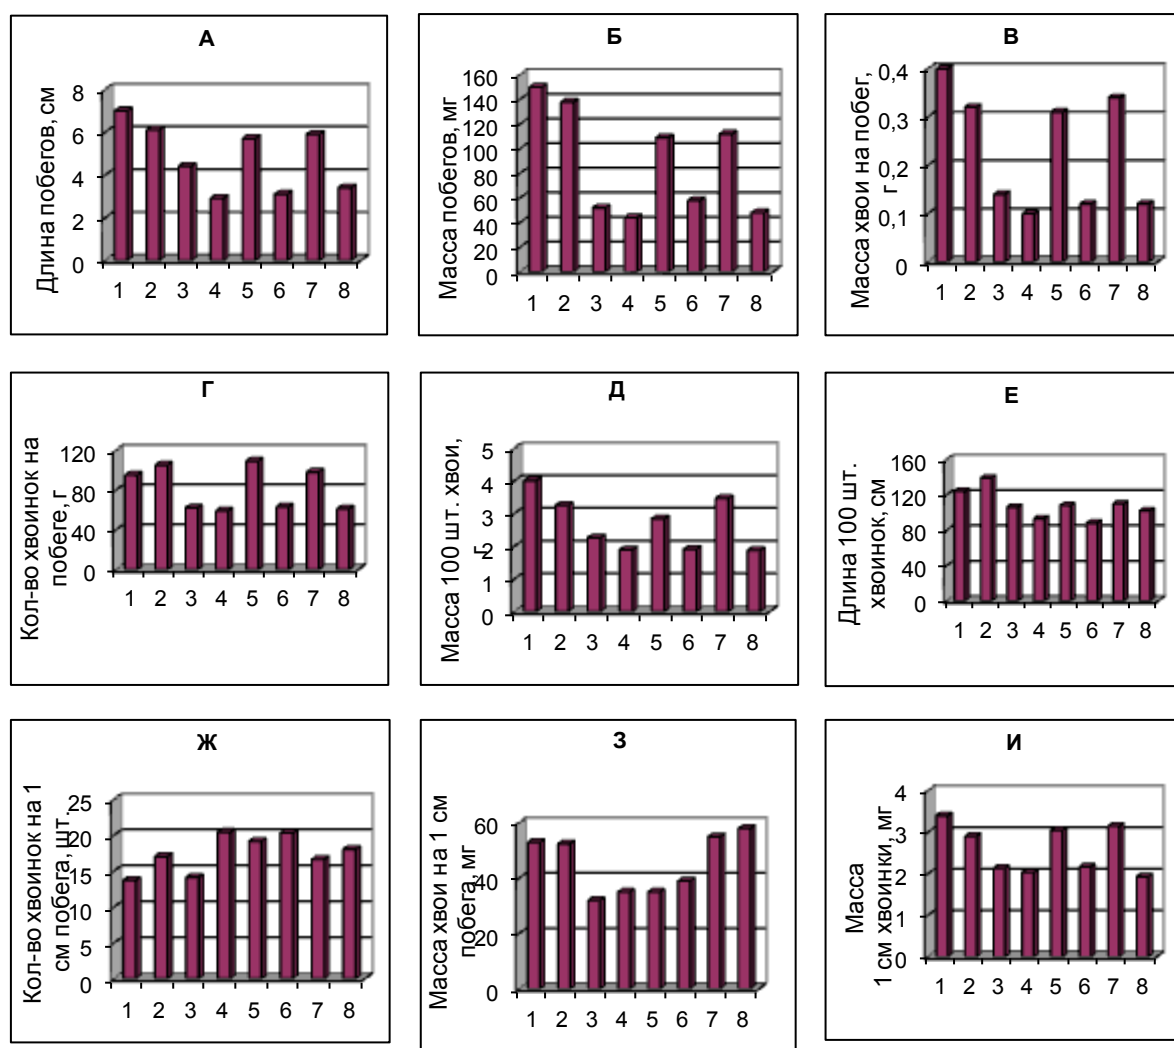 А
Длина побегов, см
8
6
4
2
0
1 2 3 4 5 6 7 8
Б
Масса побегов, мг
160
140
120
100
80
60
40
20
0
1 2 3 4 5 6 7 8
В
Масса хвои на побег,
г
0,4
0,3
0,2
0,1
0
1 2 3 4 5 6 7 8
Г
Кол-во хвоинок на
побеге, г
120
80
40
0
1 2 3 4 5 6 7 8
Д
Масса 100 шт. хвои,
г
5
4
3
2
1
0
1 2 3 4 5 6 7 8
Е
Длина 100 шт.
хвоинок, см
160
120
80
40
0
1 2 3 4 5 6 7 8
Ж
Кол-во хвоинок на 1
см побега, шт.
25
20
15
10
5
0
1 2 3 4 5 6 7 8
З
Масса хвои на 1 см
побега, мг
60
40
20
0
1 2 3 4 5 6 7 8
И
Масса
1 см хвоинки, мг
4
3
2
1
0
1 2 3 4 5 6 7 8